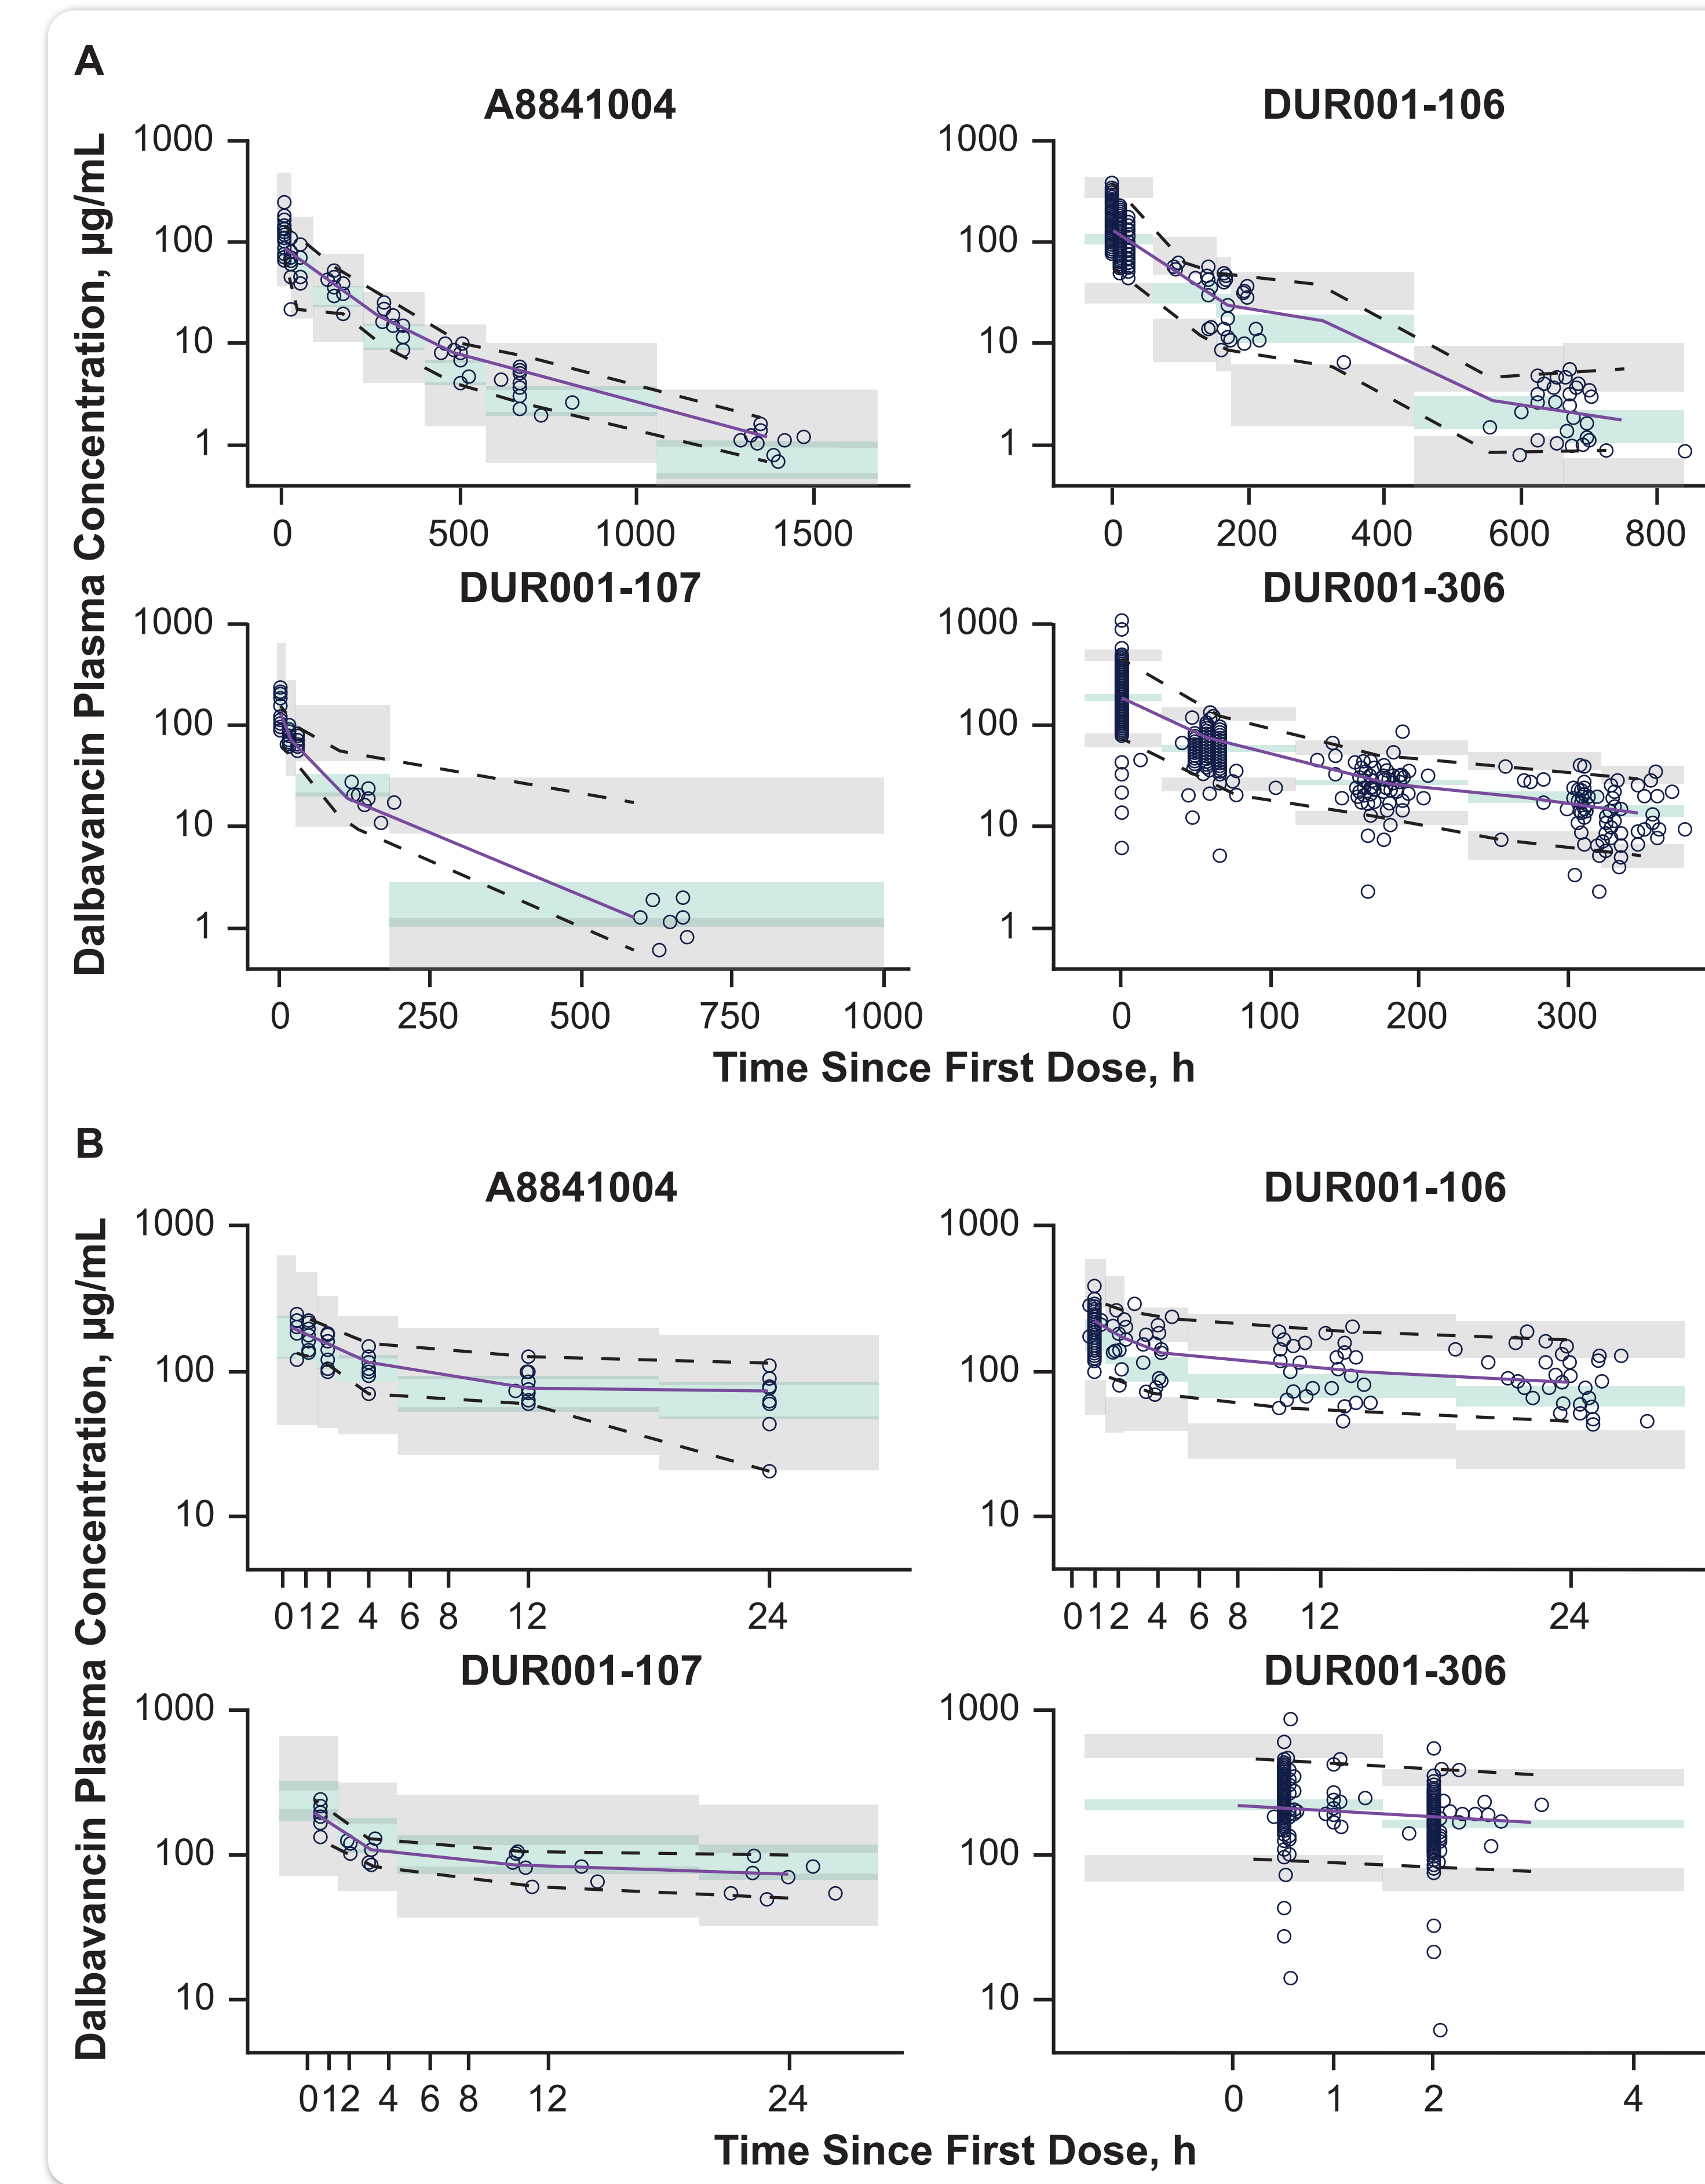 A
Dalbavancin Plasma Concentration, µg/mL
A8841004
1000
100
10
1
0 500 1000 1500
DUR001-106
1000
100
10
1
0 200 400 600 800
DUR001-107
1000
100
10
1
0 250 500 750 1000
DUR001-306
1000
100
10
1
0 100 200 300
Time Since First Dose, h
B
Dalbavancin Plasma Concentration, µg/mL
A8841004
1000
100
10
0 1 2 4 6 8 12 24
DUR001-106
1000
100
10
0 1 2 4 6 8 12 24
DUR001-107
1000
100
10
0 1 2 4 6 8 12 24
DUR001-306
1000
100
10
0 1 2 4
Time Since First Dose, h